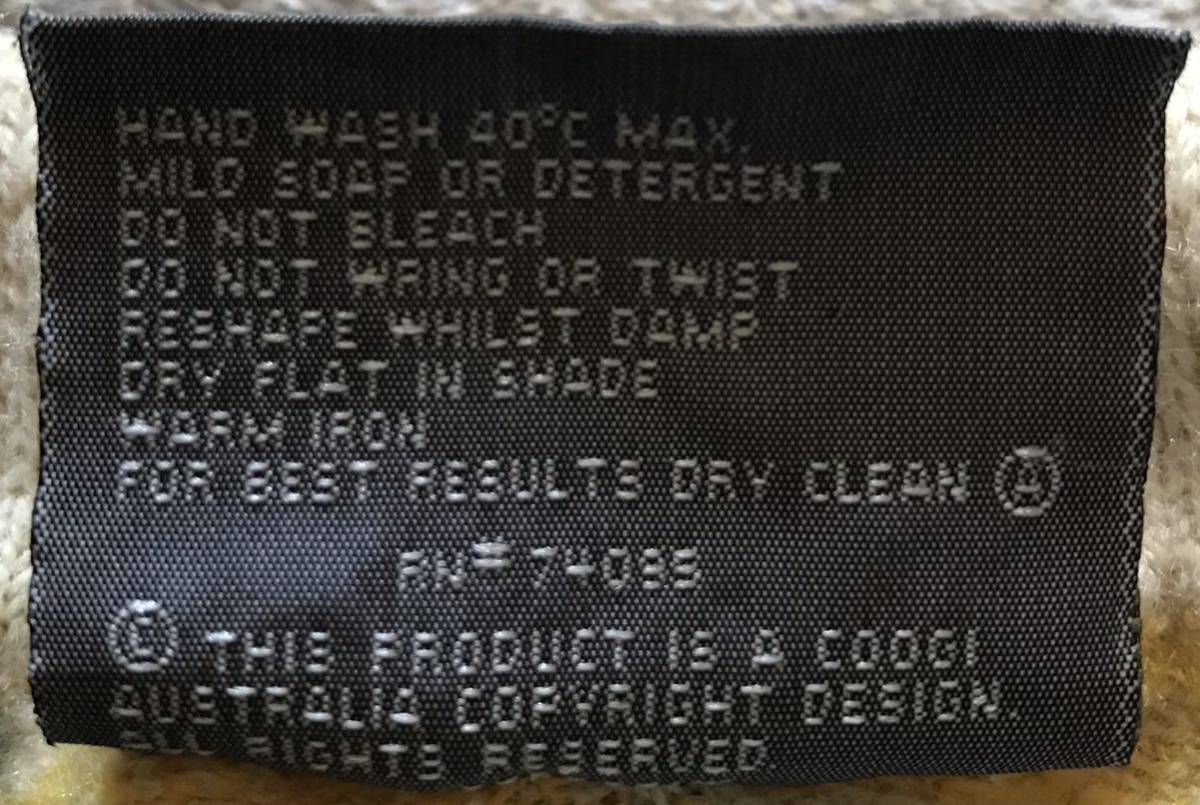 HAND WASH 40°C MAX.
MILD SOAP OR DETERGENT
DO NOT BLEACH
DO NOT WRING OR TWIST
RESHAPE WHILST DAMP
DRY FLAT IN SHADE
WARM IRON
FOR BEST RESULTS DRY CLEAN Ⓐ
RN#
© THIS PRODUCT IS A COOGI
AUSTRALIA COPYRIGHT DESIGN.
ALL RIGHTS RESERVED.